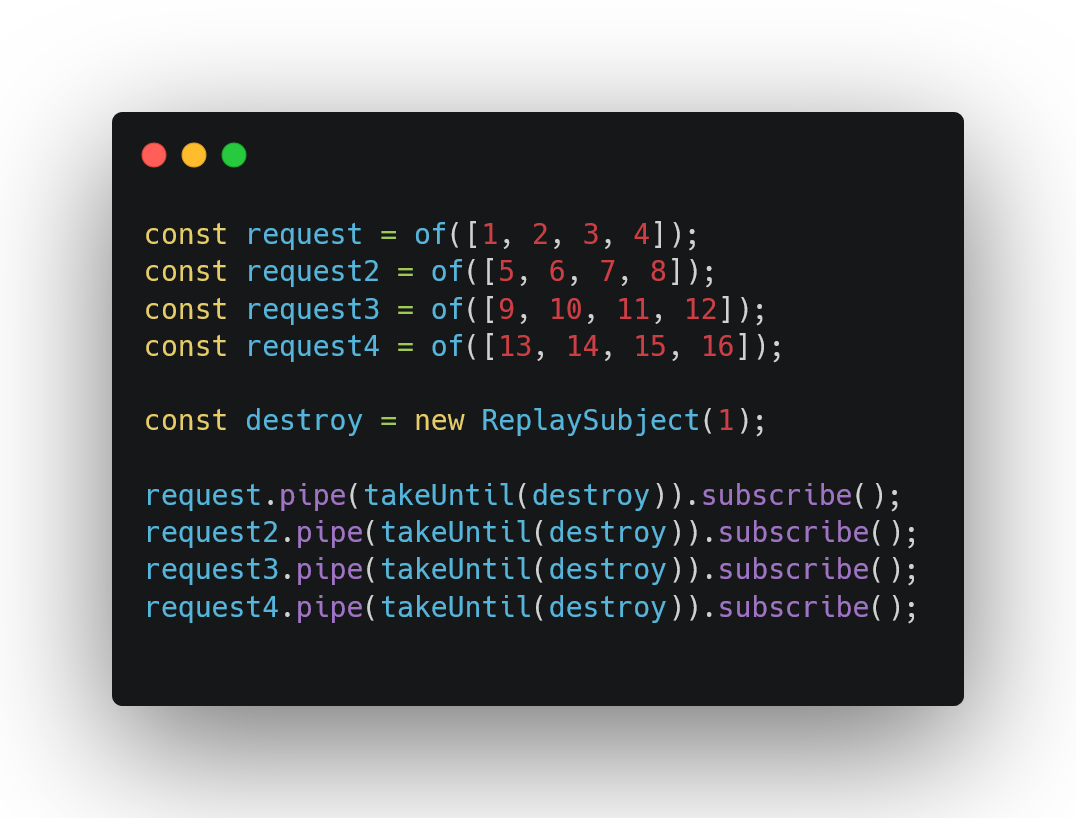 const request = of([1, 2, 3, 4]);
const request2 = of([5, 6, 7, 8]);
const request3 = of([9, 10, 11, 12]);
const request4 = of([13, 14, 15, 16]);
const destroy = new ReplaySubject(1);
request.pipe(takeUntil(destroy)).subscribe();
request2.pipe(takeUntil(destroy)).subscribe();
request3.pipe(takeUntil(destroy)).subscribe();
request4.pipe(takeUntil(destroy)).subscribe();